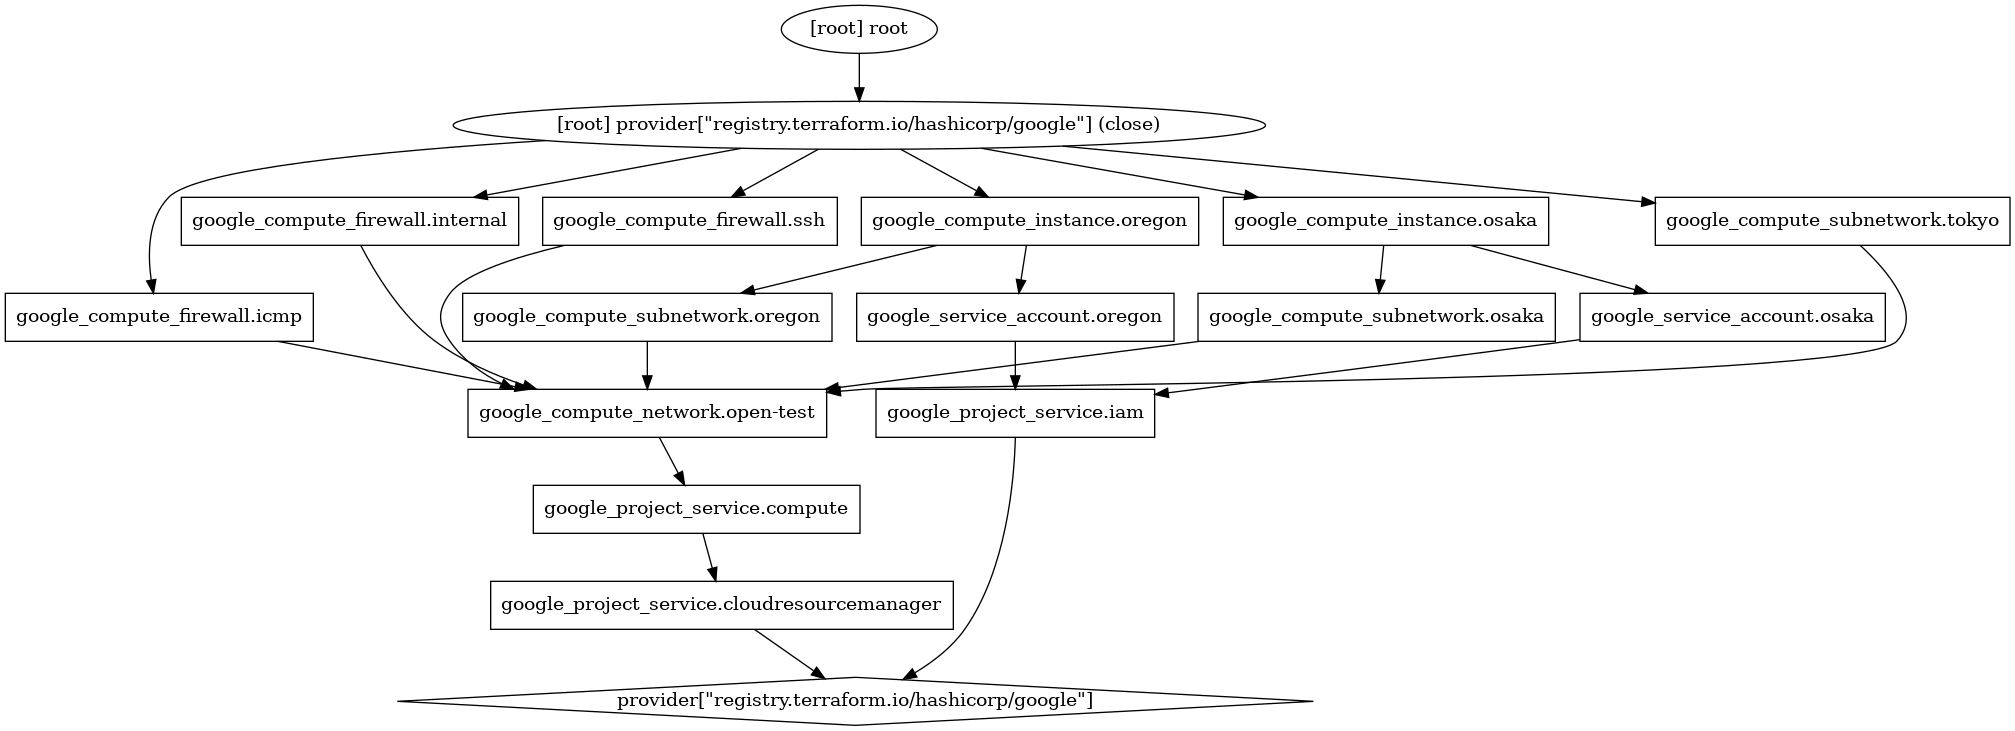 [root] root
[root] provider["registry.terraform.io/hashicorp/google"] (close)
google_compute_firewall.internal
google_compute_firewall.ssh
google_compute_instance.oregon
google_compute_instance.osaka
google_compute_subnetwork.tokyo
google_compute_firewall.icmp
google_compute_subnetwork.oregon
google_service_account.oregon
google_compute_subnetwork.osaka
google_service_account.osaka
google_compute_network.open-test
google_project_service.iam
google_project_service.compute
google_project_service.cloudresourcemanager
provider["registry.terraform.io/hashicorp/google"]